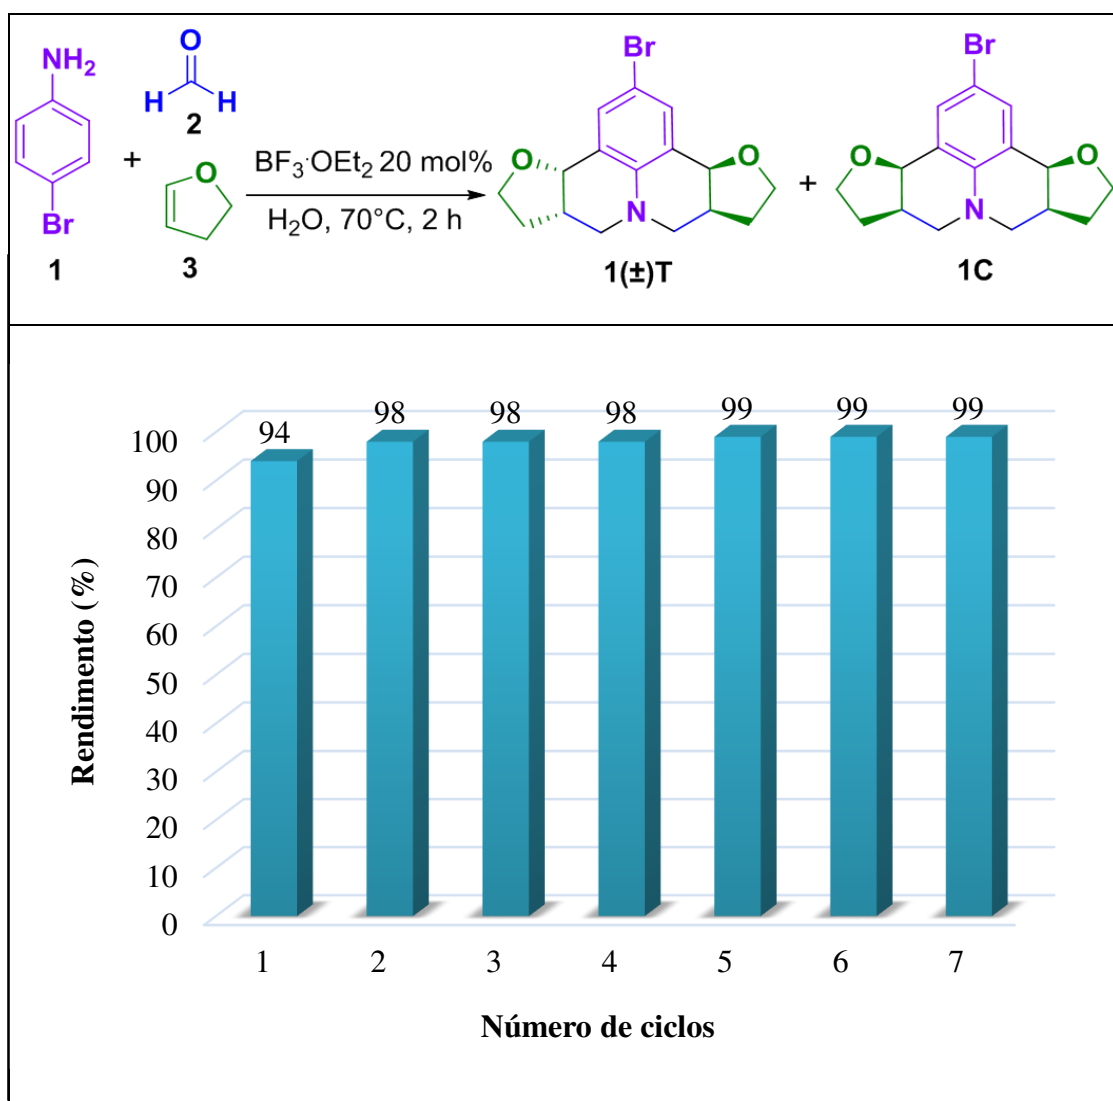 NH2
Br
1
+
O
H H
2
O
3
BF3·OEt2 20 mol%
H2O, 70°C, 2 h
Br
O
O
N
1(±)T
+
Br
O
O
N
1C
Rendimento (%)
100
90
80
70
60
50
40
30
20
10
0
94
98
98
98
99
99
99
1
2
3
4
5
6
7
Número de ciclos